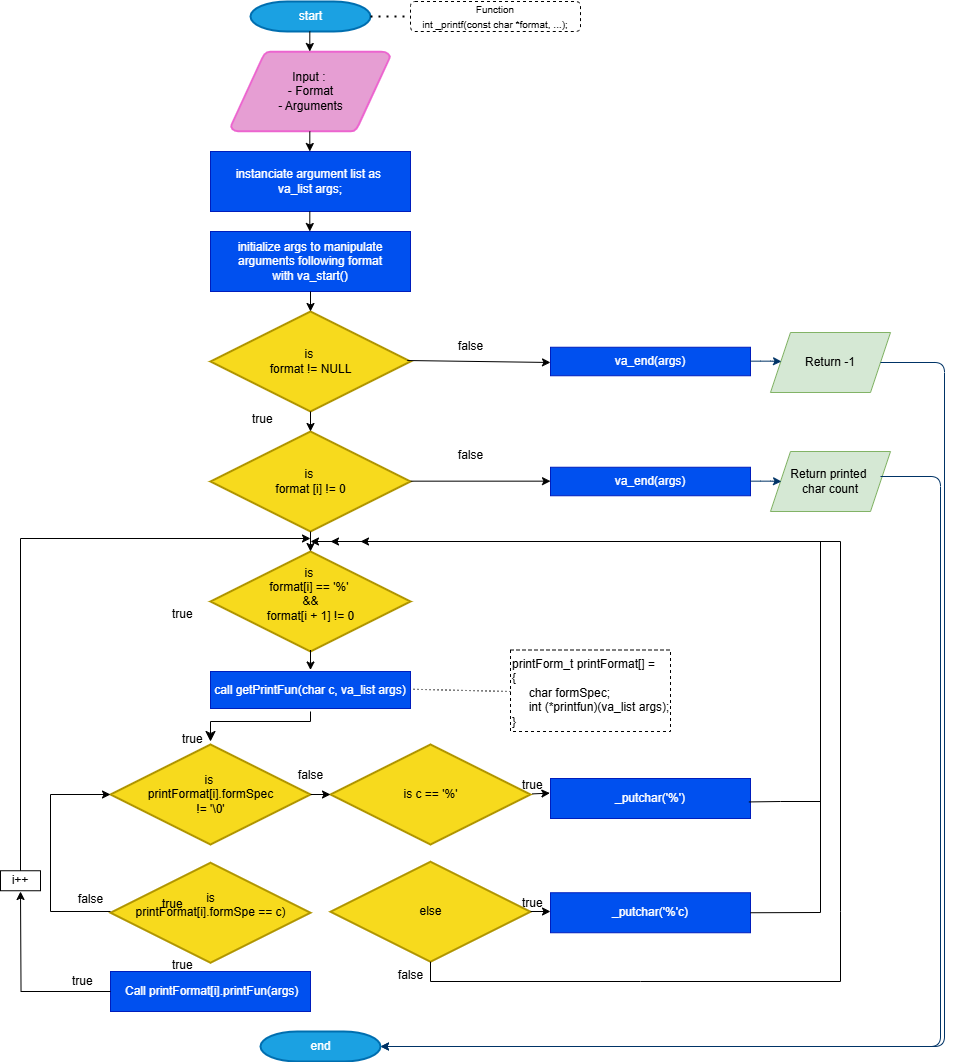 start
Function
int _printf(const char *format, ...);
Input :
- Format
- Arguments
instanciate argument list as
va_list args;
initialize args to manipulate
arguments following format
with va_start()
is
format != NULL
false
va_end(args)
Return -1
true
is
format [i] != 0
false
va_end(args)
Return printed
char count
is
format[i] == '%'
&&
format[i + 1] != 0
true
call getPrintFun(char c, va_list args)
printForm_t printFormat[] =
{
char formSpec;
int (*printfun)(va_list args);
}
true
is
printFormat[i].formSpec
!= '\0'
false
is c == '%'
true
_putchar('%')
i++
false
true
is
printFormat[i].formSpe == c)
else
true
_putchar('%'c)
true
false
true
Call printFormat[i].printFun(args)
end